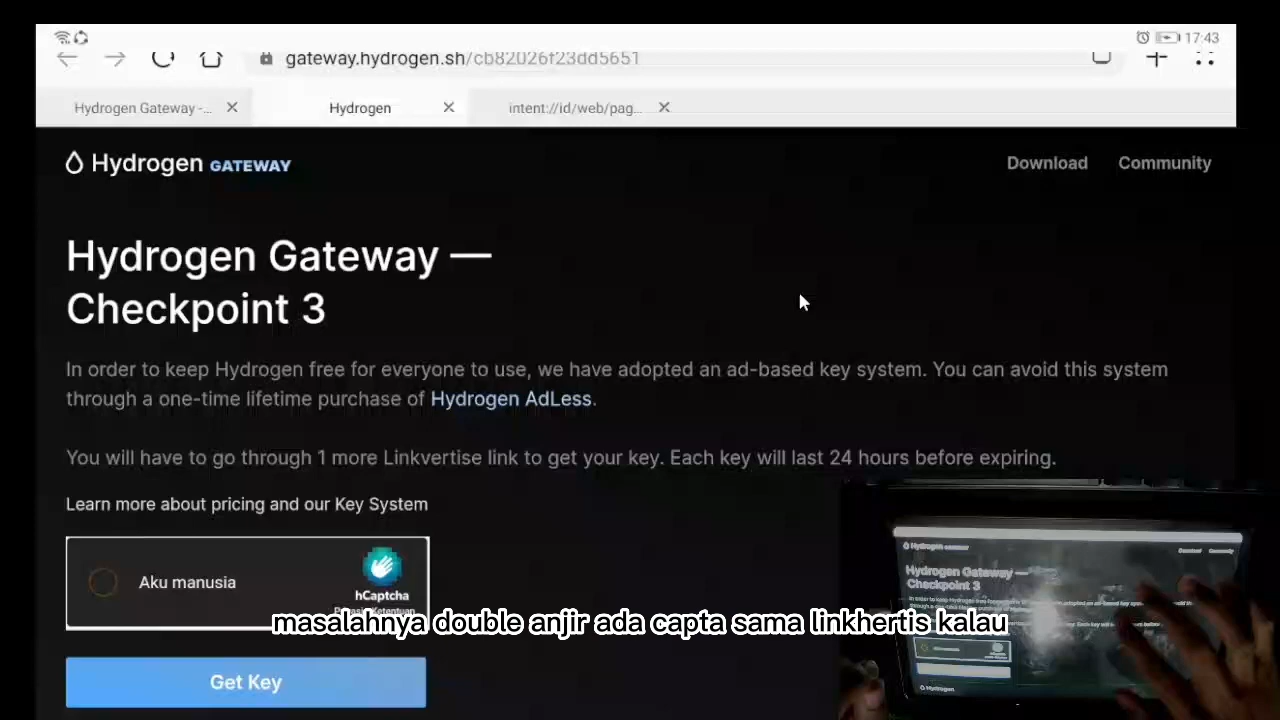 17:43
gateway.hydrogen.sh/cb82026f23dd5651
Hydrogen Gateway -...
Hydrogen
intent://id/web/pag...
Hydrogen GATEWAY
Download
Community
Hydrogen Gateway —
Checkpoint 3
In order to keep Hydrogen free for everyone to use, we have adopted an ad-based key system. You can avoid this system
through a one-time lifetime purchase of Hydrogen AdLess.
You will have to go through 1 more Linkvertise link to get your key. Each key will last 24 hours before expiring.
Learn more about pricing and our Key System
Aku manusia
hCaptcha
masalahnya double anjir ada capta sama linkhertis kalau
Get Key
Hydrogen Gateway —
Checkpoint 3
Hydrogen